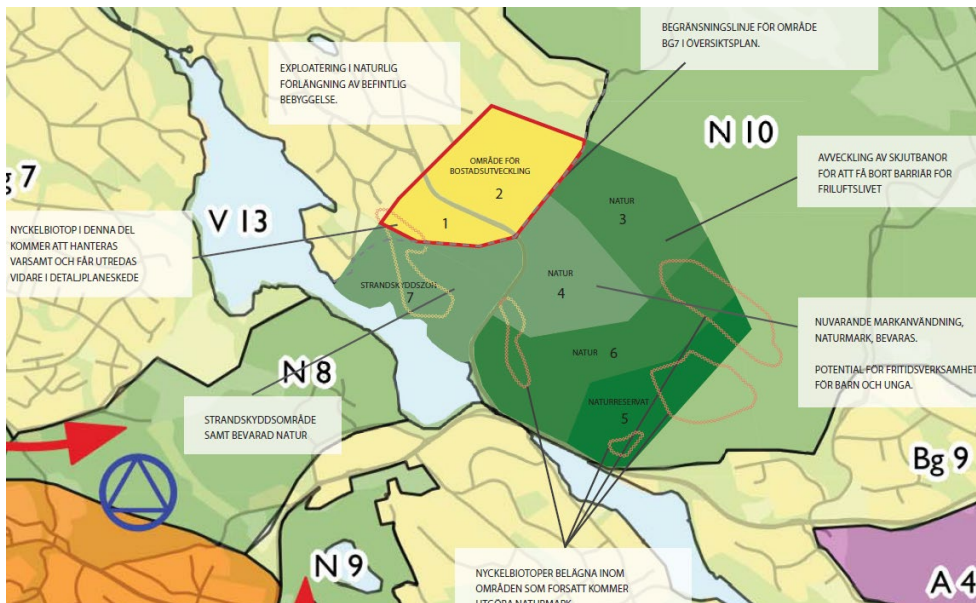 BEGRÄNSNINGSLINJE FÖR OMRÅDE
BG7 I ÖVERSIKTSPLAN.
EXPLOATERING I NATURLIG
FÖRLÄNGNING AV BEFINTLIG
BEBYGGELSE.
N 10
OMRÅDE FÖR
BOSTADSUTVECKLING
2
1
AVVECKLING AV SKJUTBANOR
FÖR ATT FÅ BORT BARRIÄR FÖR
FRILUFTSLIVET
g 7
V 13
NATUR
3
NYCKELBIOTOP I DENNA DEL
KOMMER ATT HANTERAS
VARSAMT OCH FÅR UTREDAS
VIDARE I DETALJPLANESKEDE
STRANDSKYDDSZON
7
NATUR
4
NUVARANDE MARKANVÄNDNING,
NATURMARK, BEVARAS.
POTENTIAL FÖR FRITIDSVERKSAMHET
FÖR BARN OCH UNGA.
NATUR 6
N 8
NATURRESERVAT
5
STRANDSKYDDSOMRÅDE
SAMT BEVARAD NATUR
Bg 9
N 9
NYCKELBIOTOPER BELÄGNA INOM
OMRÅDEN SOM FORSATT KOMMER
UTGÖRA NATURMARK
A 4